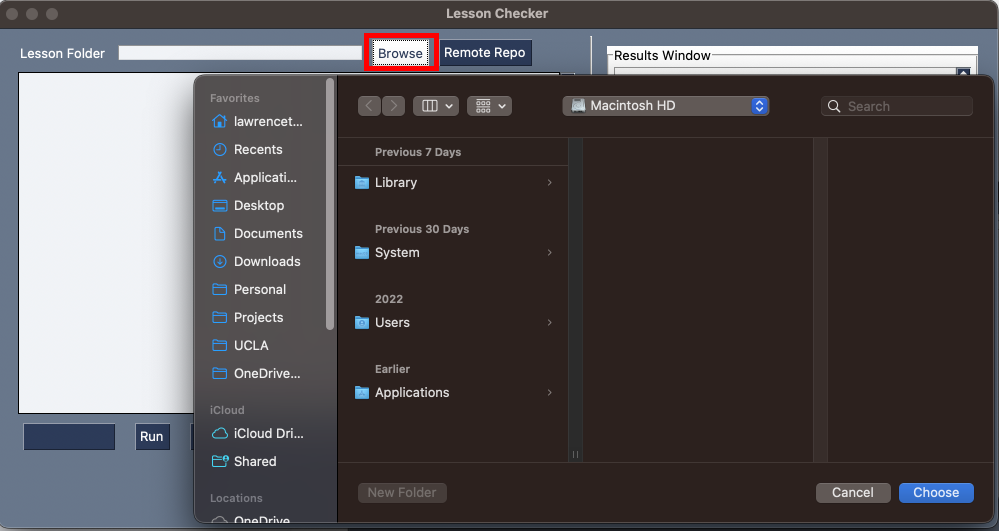 Lesson Checker
Lesson Folder
Browse
Remote Repo
Results Window
Favorites
lawrencet...
Recents
Applicati...
Desktop
Documents
Downloads
Personal
Projects
UCLA
OneDrive...
iCloud
iCloud Dri...
Shared
Locations
OneDrive
Macintosh HD
Search
Previous 7 Days
Library
Previous 30 Days
System
2022
Users
Earlier
Applications
New Folder
Cancel
Choose
Run